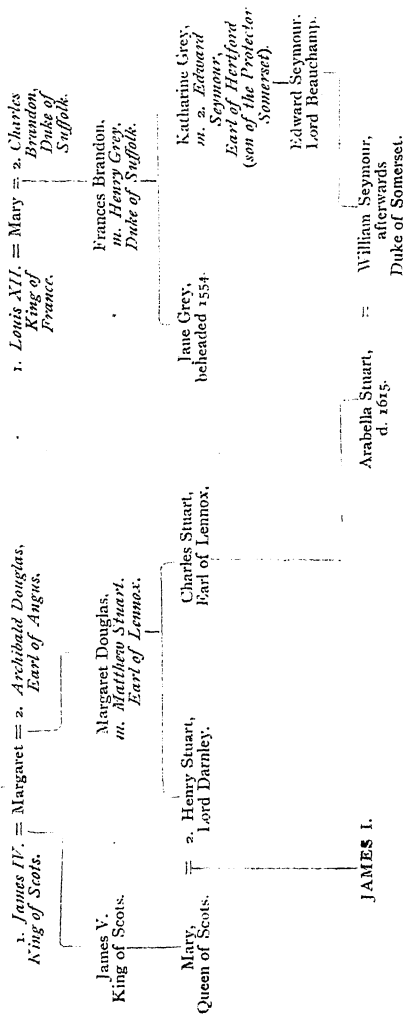 1. James IV. = Margaret = 2. Archibald Douglas,
King of Scots.
Earl of Angus.
1. Louis XII. = Mary = 2. Charles
King of
France.
Brandon,
Duke of
Suffolk.
James V.
King of Scots.
Margaret Douglas,
m. Matthew Stuart.
Earl of Lennox.
Frances Brandon,
m. Henry Grey,
Duke of Suffolk.
Mary,
Queen of Scots.
= 2. Henry Stuart,
Lord Darnley.
Charles Stuart,
Earl of Lennox,
Jane Grey,
beheaded 1554.
Katharine Grey,
m. 2. Edward
Seymour,
Earl of Hertford
(son of the Protector
Somerset).
Edward Seymour.
Lord Beauchamp.
JAMES I.
Arabella Stuart,
d. 1615.
= William Seymour,
afterwards
Duke of Somerset.